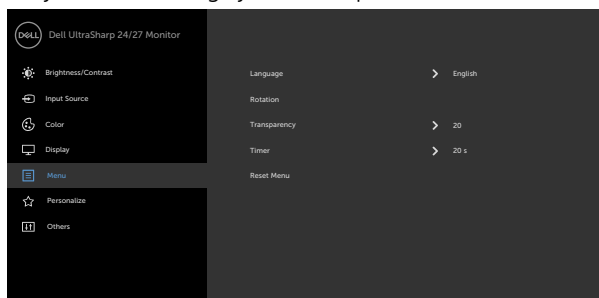 DELL Dell UltraSharp 24/27 Monitor
Brightness/Contrast
Input Source
Color
Display
Menu
Personalize
Others
Language English
Rotation
Transparency 20
Timer 20 s
Reset Menu